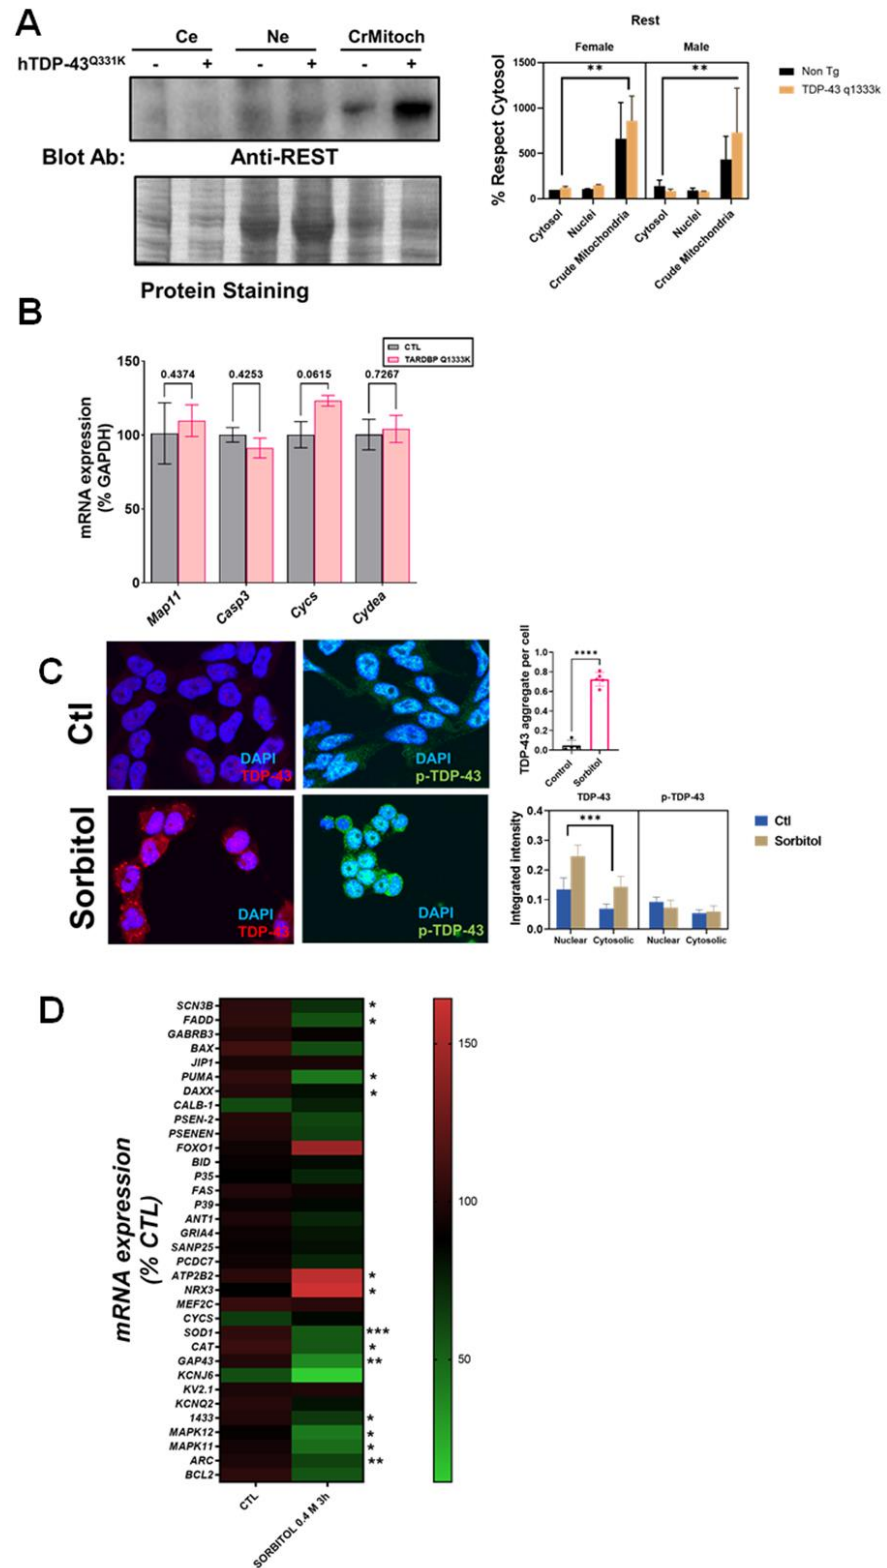 A
Ce Ne CrMitoch
hTDP-43Q331K - + - + - +
Blot Ab: Anti-REST
Protein Staining
Rest
Female Male
% Respect Cytosol
1500
1000
500
0
** **
Cytosol Nuclei Crude Mitochondria Cytosol Nuclei Crude Mitochondria
Non Tg
TDP-43 q1333k
B
CTL
TARDBP Q1333K
mRNA expression
(% GAPDH)
150
100
50
0
0.4374 0.4253 0.0615 0.7267
Map11 Casp3 Cycs Cydea
C
Ctl
DAPI
TDP-43
DAPI
p-TDP-43
Sorbitol
DAPI
TDP-43
DAPI
p-TDP-43
TDP-43 aggregate per cell
1.0
0.8
0.6
0.4
0.2
0.0
****
Control Sorbitol
TDP-43 p-TDP-43
Integrated intensity
0.4
0.3
0.2
0.1
0.0
***
Nuclear Cytosolic Nuclear Cytosolic
Ctl
Sorbitol
D
mRNA expression
(% CTL)
SCN3B *
FADD *
GABRB3
BAX
JIP1
PUMA *
DAXX *
CALB-1
PSEN-2
PSENEN
FOXO1
BID
P35
FAS
P39
ANT1
GRIA4
SANP25
PCDC7
ATP2B2 *
NRX3 *
MEF2C
CYCS
SOD1 ***
CAT *
GAP43 **
KCNJ6
KV2.1
KCNQ2
1433 *
MAPK12 *
MAPK11 *
ARC **
BCL2
CTL
SORBITOL 0.4 M 3h
150
100
50